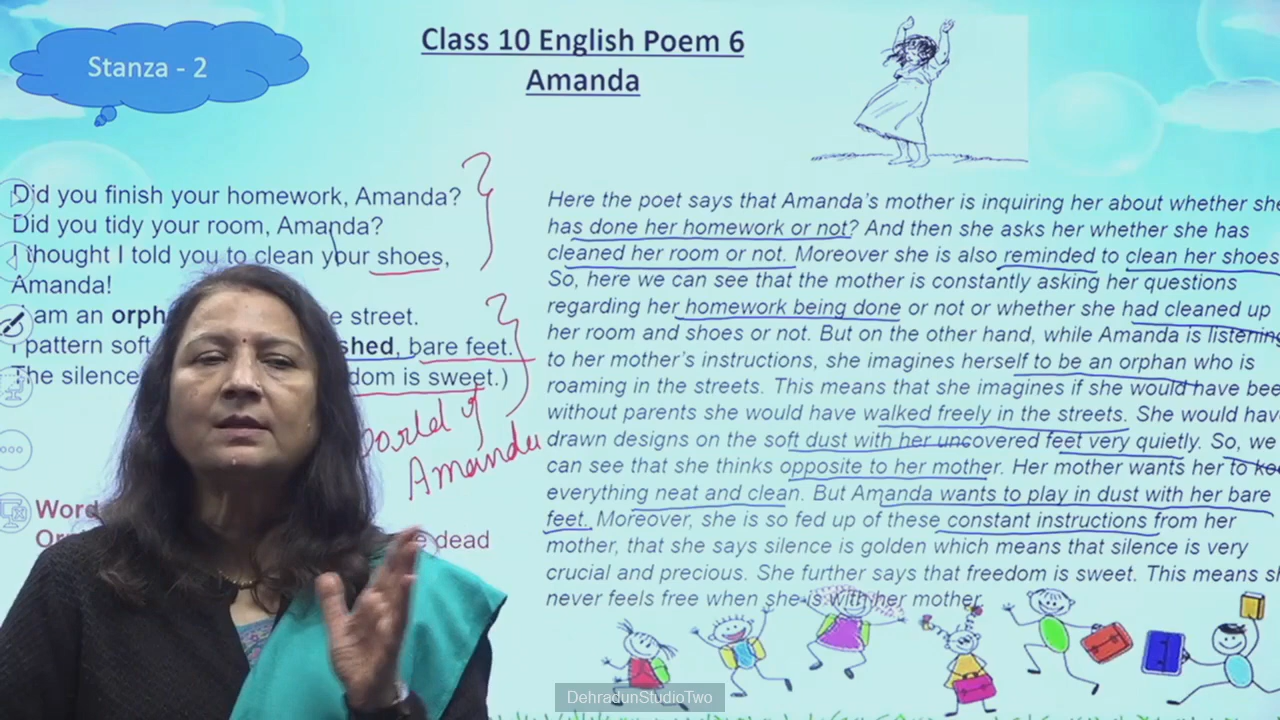 Stanza - 2
Class 10 English Poem 6
Amanda
Did you finish your homework, Amanda?
Did you tidy your room, Amanda?
I thought I told you to clean your shoes,
Amanda!
am an orph e street.
I pattern soft shed, bare feet.
The silence dom is sweet.)
world of
Amanda
Word
Or e dead
Here the poet says that Amanda's mother is inquiring her about whether she
has done her homework or not? And then she asks her whether she has
cleaned her room or not. Moreover she is also reminded to clean her shoes
So, here we can see that the mother is constantly asking her questions
regarding her homework being done or not or whether she had cleaned up
her room and shoes or not. But on the other hand, while Amanda is listening
to her mother's instructions, she imagines herself to be an orphan who is
roaming in the streets. This means that she imagines if she would have bee
without parents she would have walked freely in the streets. She would hav
drawn designs on the soft dust with her uncovered feet very quietly. So, we
can see that she thinks opposite to her mother. Her mother wants her to kee
everything neat and clean. But Amanda wants to play in dust with her bare
feet. Moreover, she is so fed up of these constant instructions from her
mother, that she says silence is golden which means that silence is very
crucial and precious. She further says that freedom is sweet. This means sh
never feels free when she is with her mother.
DehradunStudioTwo